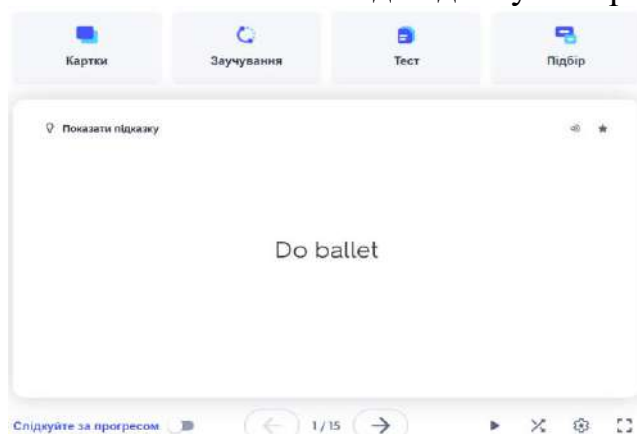 Картки Заучування Тест Підбір
Показати підказку
Do ballet
Слідкуйте за прогресом 1 / 15